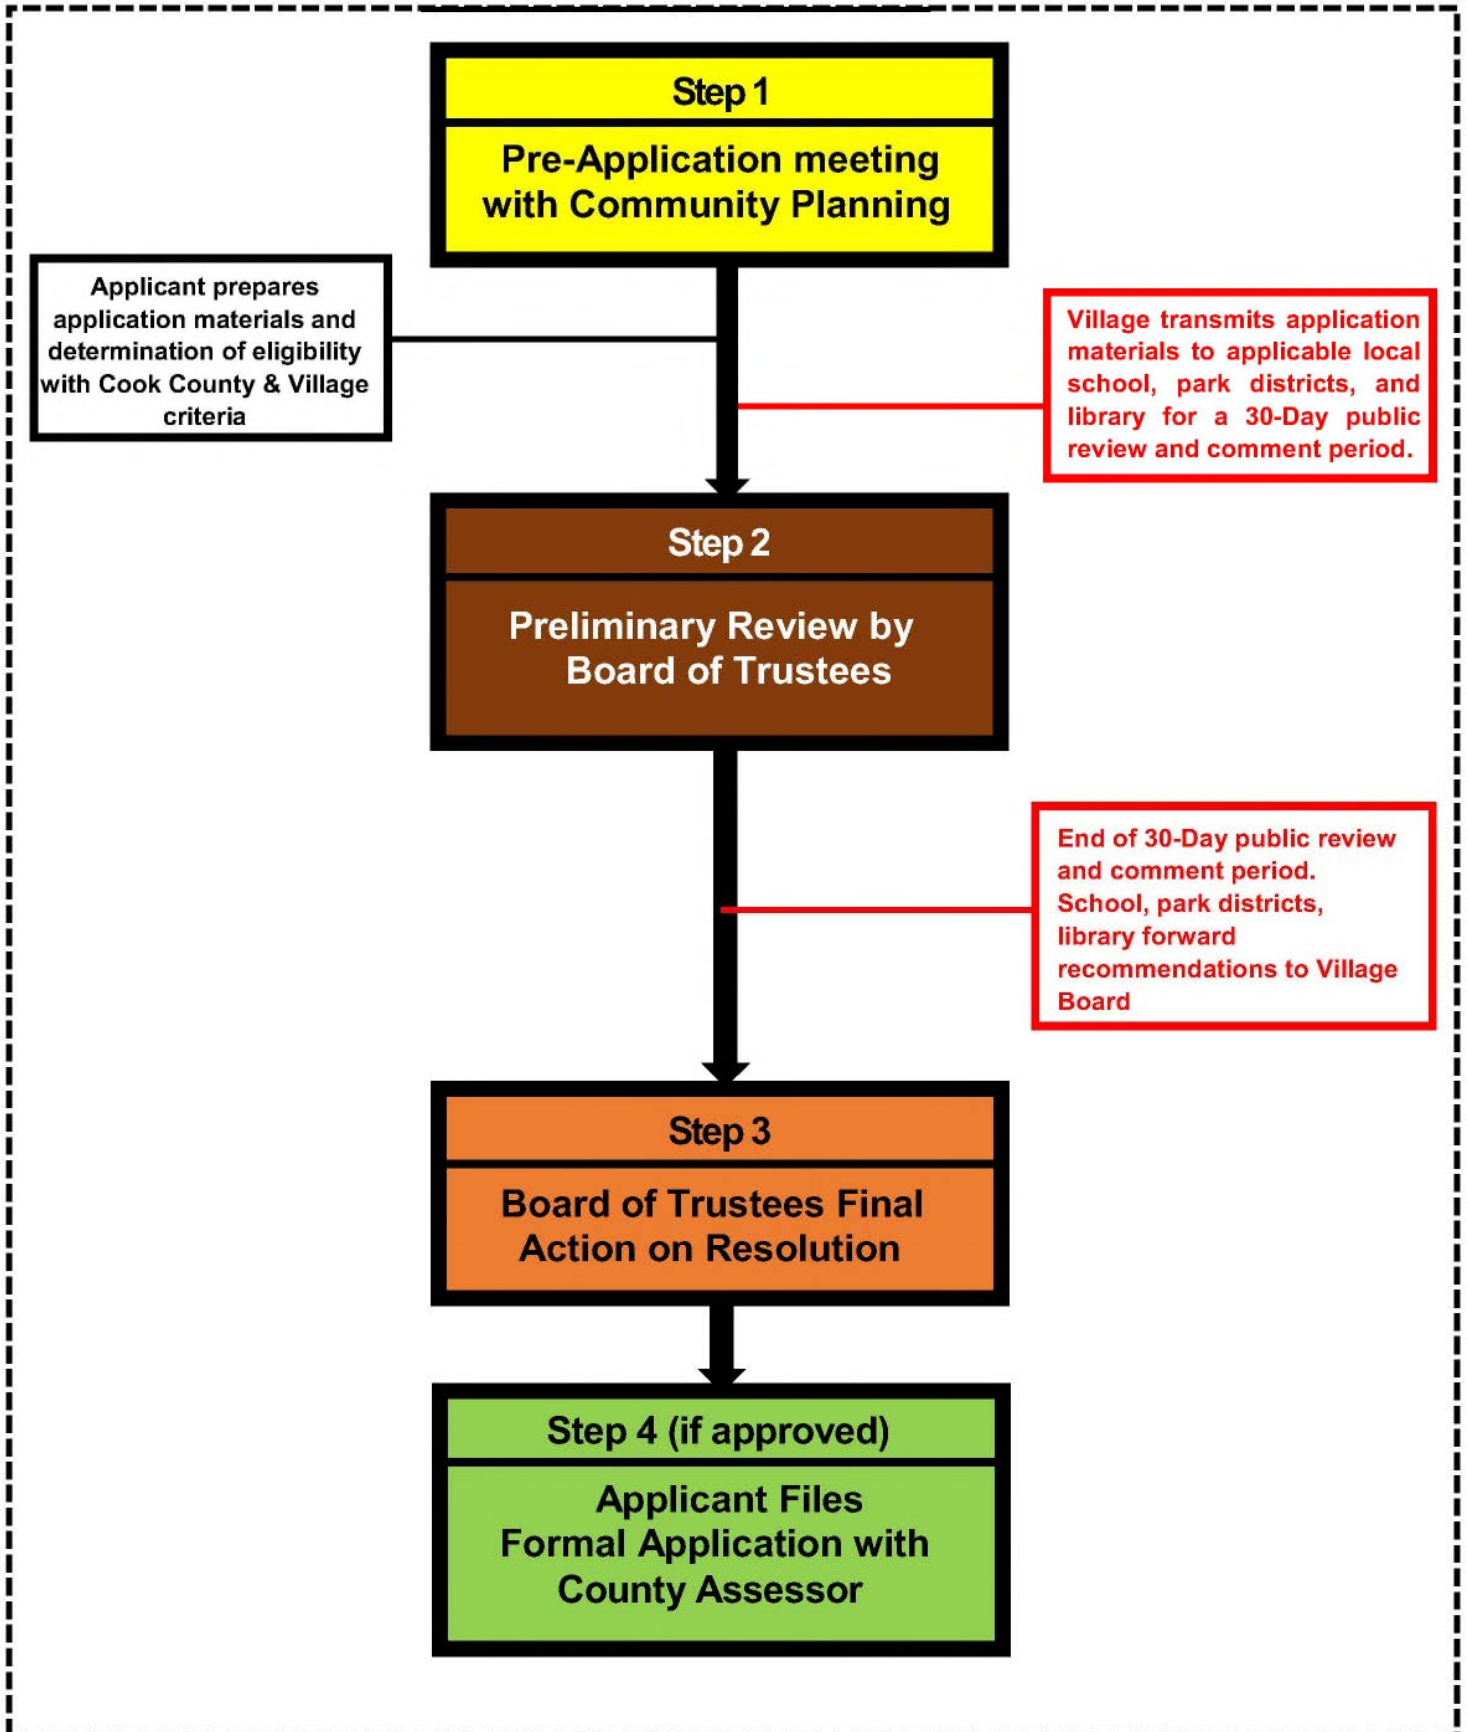 Step 1
Pre-Application meeting
with Community Planning
Applicant prepares
application materials and
determination of eligibility
with Cook County & Village
criteria
Village transmits application
materials to applicable local
school, park districts, and
library for a 30-Day public
review and comment period.
Step 2
Preliminary Review by
Board of Trustees
End of 30-Day public review
and comment period.
School, park districts,
library forward
recommendations to Village
Board
Step 3
Board of Trustees Final
Action on Resolution
Step 4 (if approved)
Applicant Files
Formal Application with
County Assessor